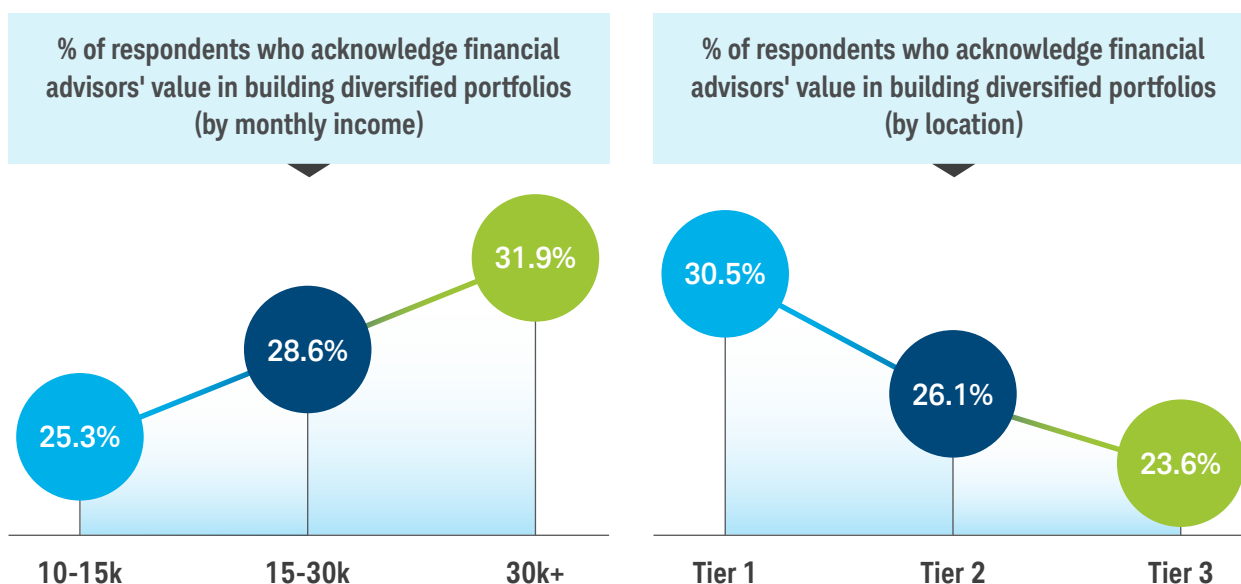 % of respondents who acknowledge financial
advisors' value in building diversified portfolios
(by monthly income)
31.9%
28.6%
25.3%
10-15k
15-30k
30k+
% of respondents who acknowledge financial
advisors' value in building diversified portfolios
(by location)
30.5%
26.1%
23.6%
Tier 1
Tier 2
Tier 3